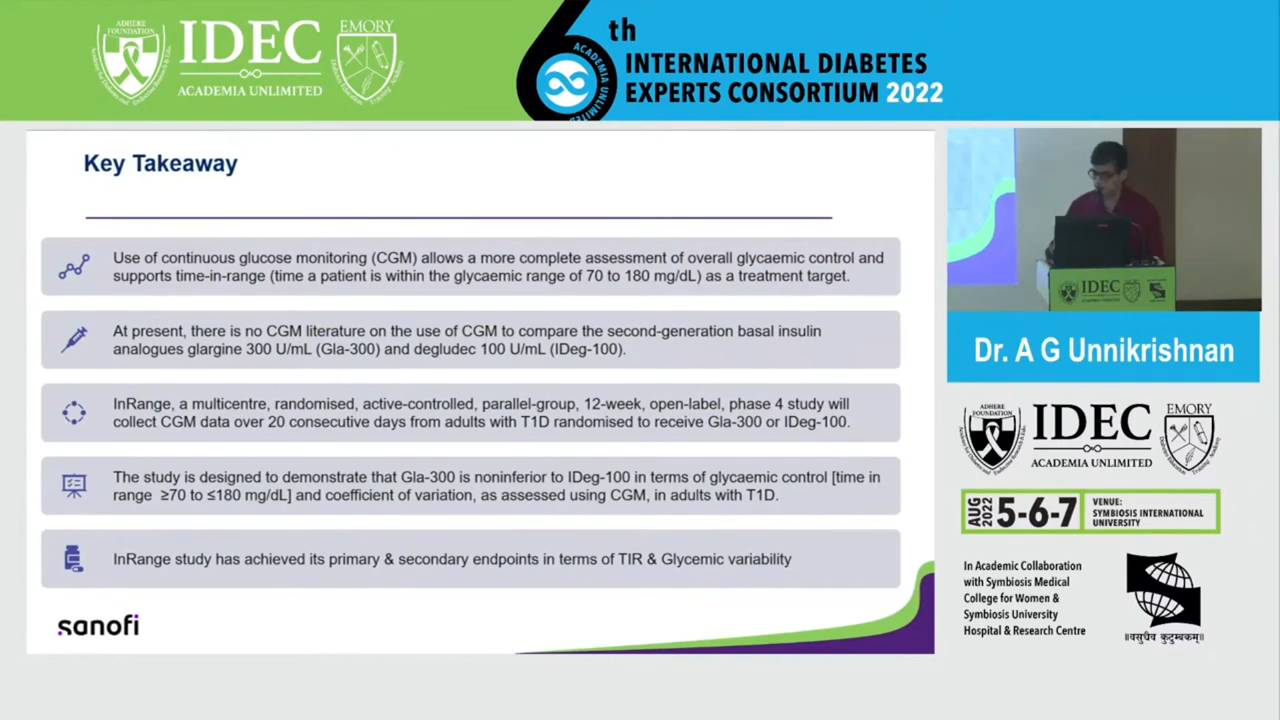 ADHERE
FOUNDATION
IDEC
ACADEMIA UNLIMITED
EMORY
6th
ACADEMIA UNLIMITED
INTERNATIONAL DIABETES
EXPERTS CONSORTIUM 2022
Key Takeaway
Use of continuous glucose monitoring (CGM) allows a more complete assessment of overall glycaemic control and
supports time-in-range (time a patient is within the glycaemic range of 70 to 180 mg/dL) as a treatment target.
At present, there is no CGM literature on the use of CGM to compare the second-generation basal insulin
analogues glargine 300 U/mL (Gla-300) and degludec 100 U/mL (IDeg-100).
InRange, a multicentre, randomised, active-controlled, parallel-group, 12-week, open-label, phase 4 study will
collect CGM data over 20 consecutive days from adults with T1D randomised to receive Gla-300 or IDeg-100.
The study is designed to demonstrate that Gla-300 is noninferior to IDeg-100 in terms of glycaemic control [time in
range ≥70 to ≤180 mg/dL] and coefficient of variation, as assessed using CGM, in adults with T1D.
InRange study has achieved its primary & secondary endpoints in terms of TIR & Glycemic variability
sanofi
IDEC
Dr. A G Unnikrishnan
ADHERE
FOUNDATION
IDEC
ACADEMIA UNLIMITED
EMORY
AUG
2022
5-6-7
VENUE:
SYMBIOSIS INTERNATIONAL
UNIVERSITY
In Academic Collaboration
with Symbiosis Medical
College for Women &
Symbiosis University
Hospital & Research Centre
॥वसुधैव कुटुम्बकम्॥